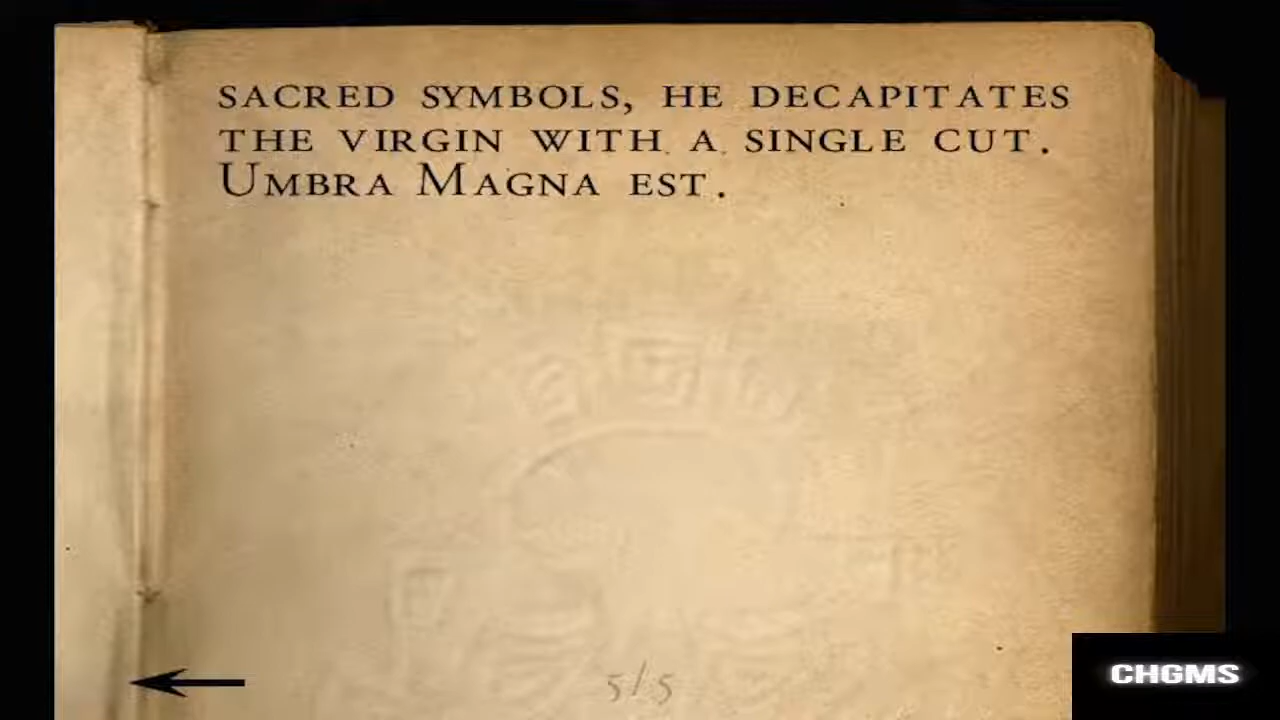 SACRED SYMBOLS, HE DECAPITATES
THE VIRGIN WITH A SINGLE CUT.
UMBRA MAGNA EST.
5/5
CHGMS